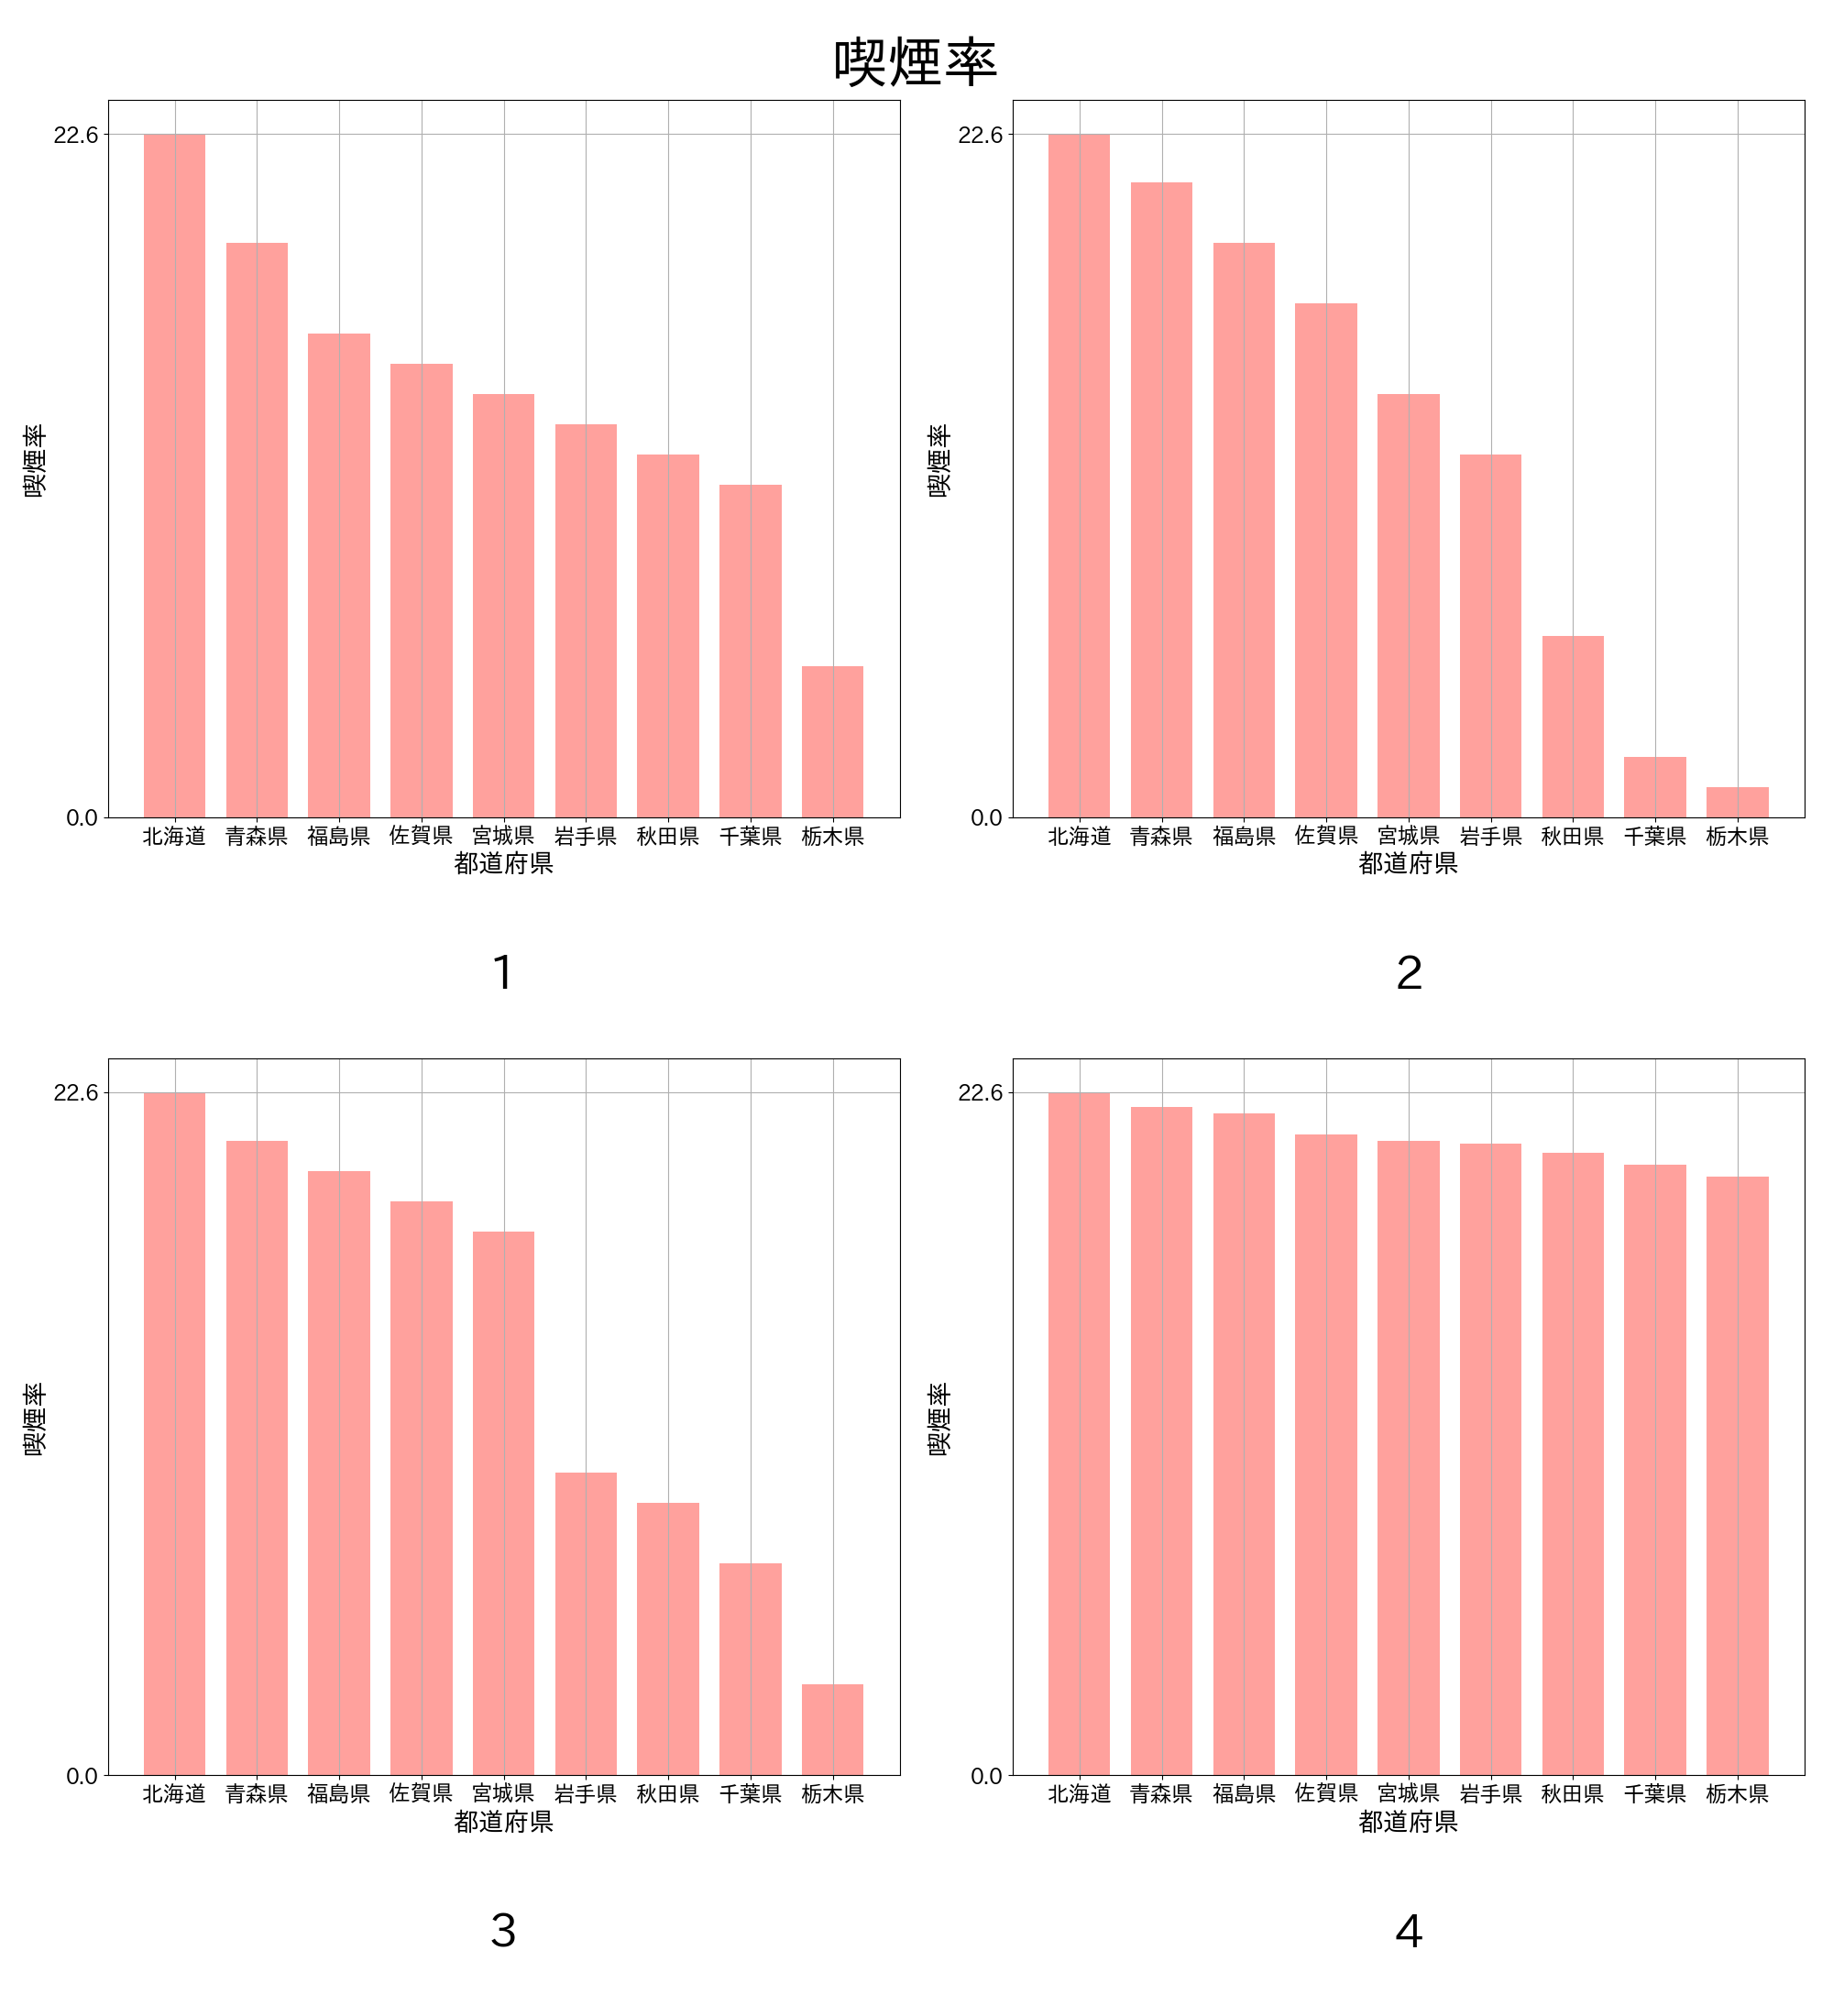 喫煙率
22.6
0.0
喫煙率
北海道 青森県 福島県 佐賀県 宮城県 岩手県 秋田県 千葉県 栃木県
都道府県
1
22.6
0.0
喫煙率
北海道 青森県 福島県 佐賀県 宮城県 岩手県 秋田県 千葉県 栃木県
都道府県
2
22.6
0.0
喫煙率
北海道 青森県 福島県 佐賀県 宮城県 岩手県 秋田県 千葉県 栃木県
都道府県
3
22.6
0.0
喫煙率
北海道 青森県 福島県 佐賀県 宮城県 岩手県 秋田県 千葉県 栃木県
都道府県
4